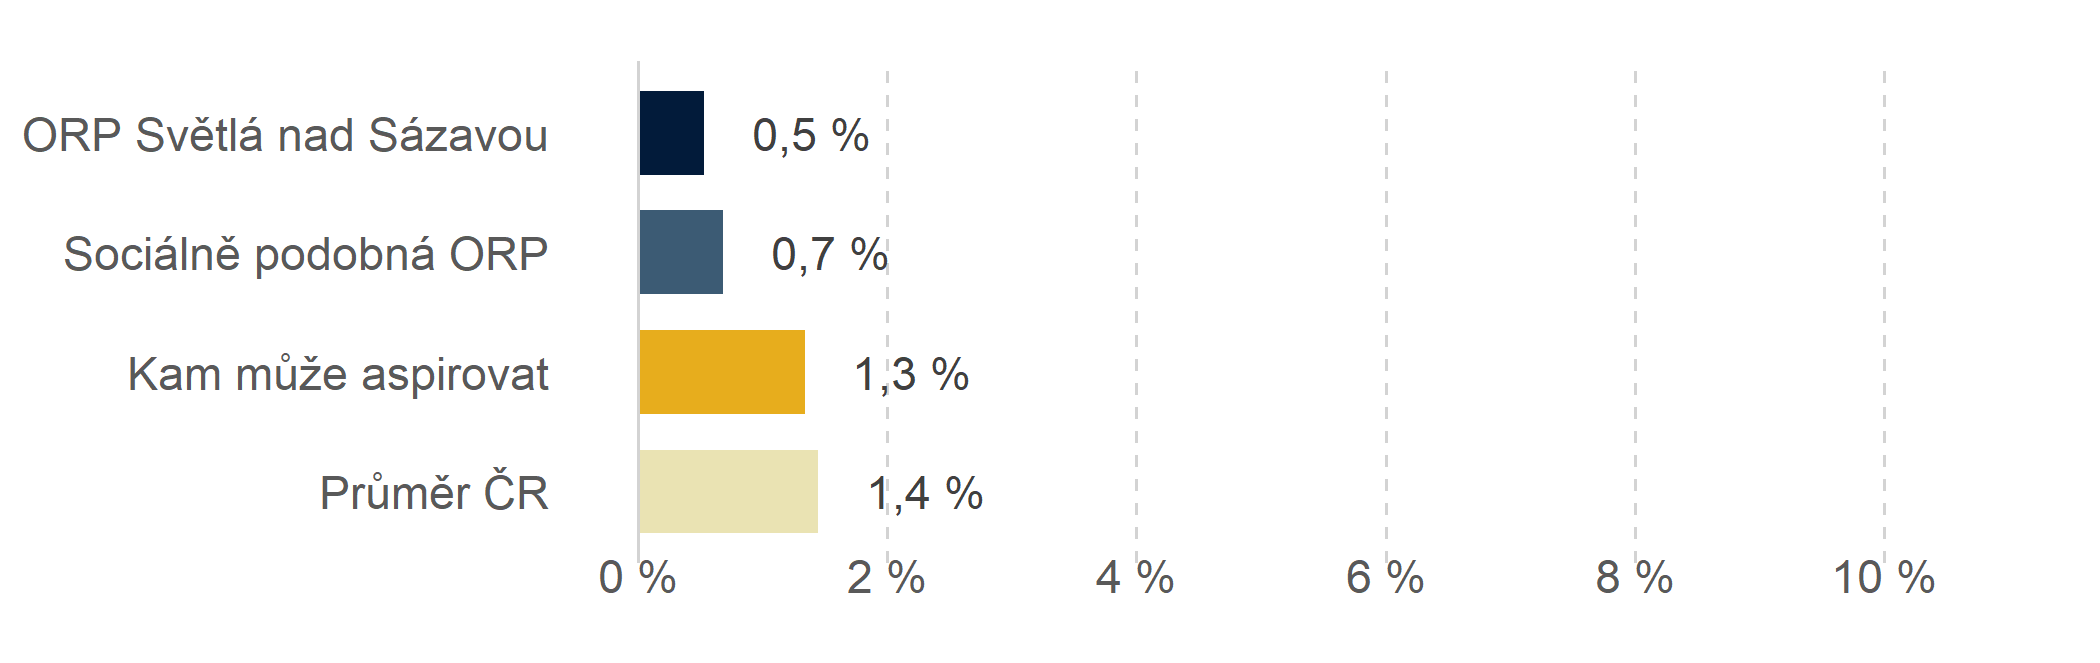 ORP Světlá nad Sázavou 0,5 %
Sociálně podobná ORP 0,7 %
Kam může aspirovat 1,3 %
Průměr ČR 1,4 %
0 % 2 % 4 % 6 % 8 % 10 %